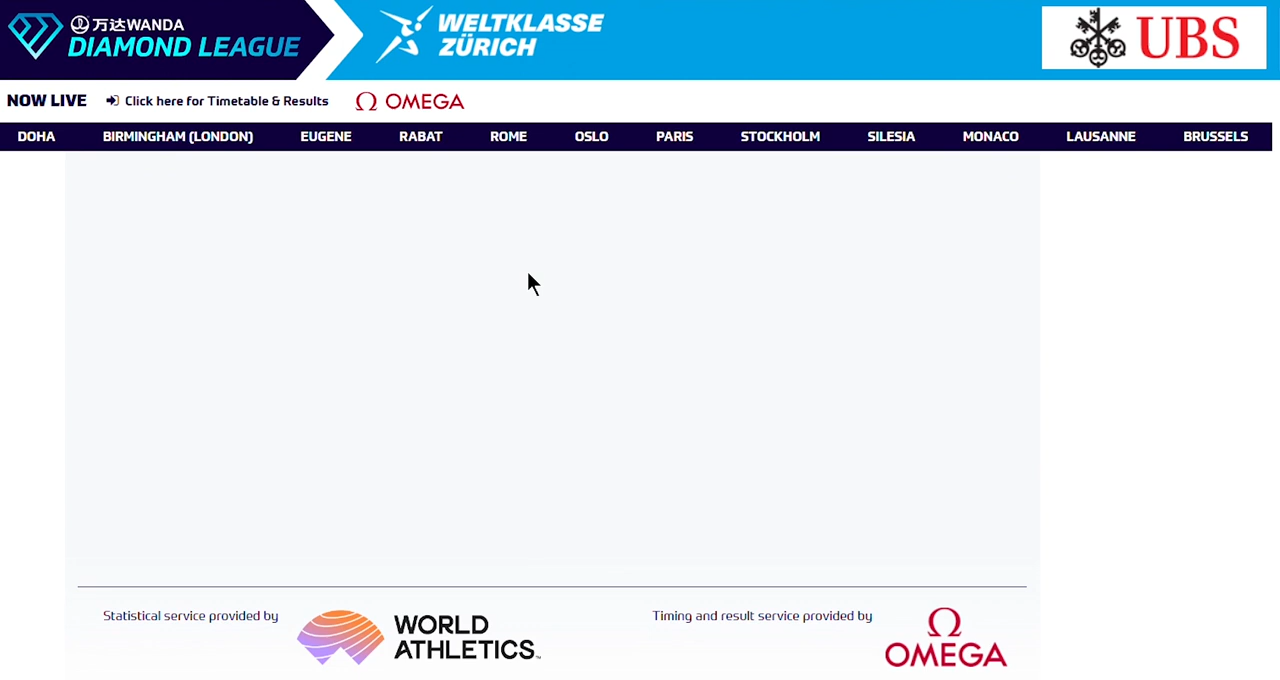 万达WANDA
DIAMOND LEAGUE
WELTKLASSE
ZÜRICH
UBS
NOW LIVE Click here for Timetable & Results OMEGA
DOHA BIRMINGHAM (LONDON) EUGENE RABAT ROME OSLO PARIS STOCKHOLM SILESIA MONACO LAUSANNE BRUSSELS
Statistical service provided by
WORLD
ATHLETICS™
Timing and result service provided by
OMEGA